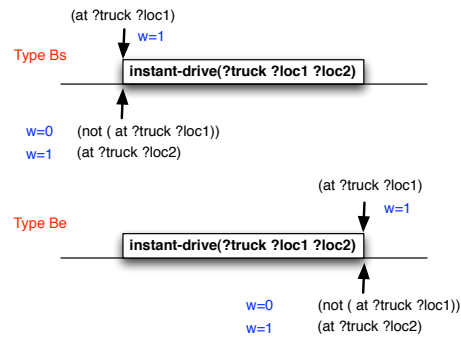 (at ?truck ?loc1)
w=1
Type Bs
instant-drive(?truck ?loc1 ?loc2)
w=0 (not ( at ?truck ?loc1))
w=1 (at ?truck ?loc2)
(at ?truck ?loc1)
w=1
Type Be
instant-drive(?truck ?loc1 ?loc2)
w=0 (not ( at ?truck ?loc1))
w=1 (at ?truck ?loc2)